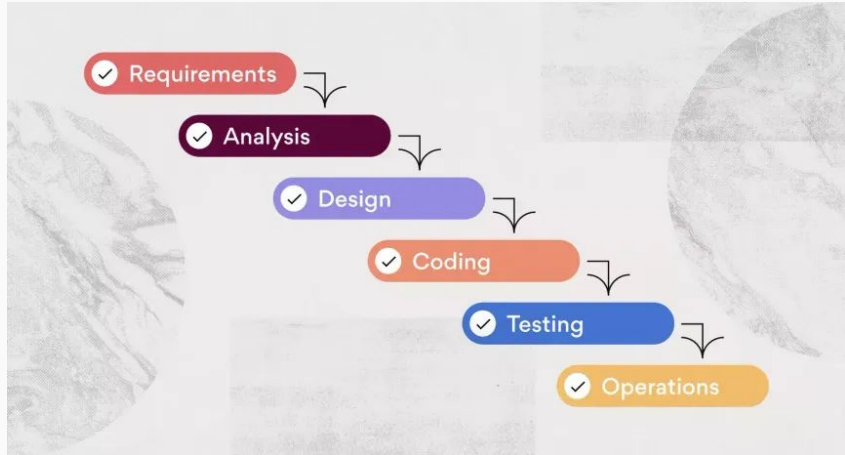 Requirements
Analysis
Design
Coding
Testing
Operations